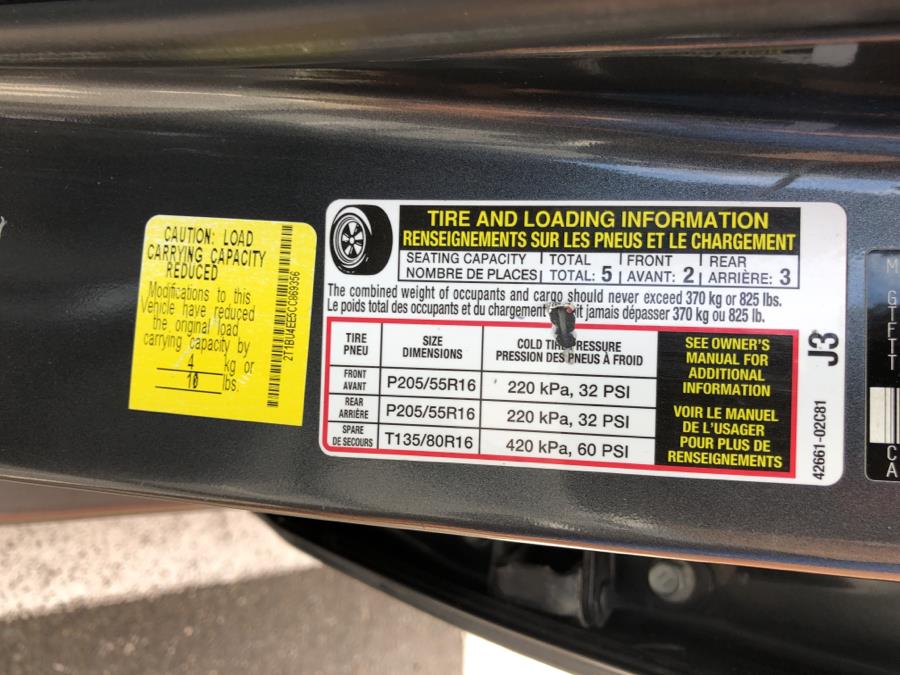 CAUTION: LOAD
CARRYING CAPACITY
REDUCED
Modifications to this
Vehicle have reduced
the original load
carrying capacity by
4 kg or
10 lbs
2T1BU4EE5CC869356
TIRE AND LOADING INFORMATION
RENSEIGNEMENTS SUR LES PNEUS ET LE CHARGEMENT
SEATING CAPACITY TOTAL FRONT REAR
NOMBRE DE PLACES TOTAL: 5 AVANT: 2 ARRIÈRE: 3
The combined weight of occupants and cargo should never exceed 370 kg or 825 lbs.
Le poids total des occupants et du chargement jamais dépasser 370 kg ou 825 lb.
TIRE
PNEU
SIZE
DIMENSIONS
COLD PRESSURE
PRESSION DES PNEUS À FROID
FRONT
AVANT
P205/55R16
220 kPa, 32 PSI
REAR
ARRIÈRE
P205/55R16
220 kPa, 32 PSI
SPARE
DE SECOURS
T135/80R16
420 kPa, 60 PSI
SEE OWNER'S
MANUAL FOR
ADDITIONAL
INFORMATION
VOIR LE MANUEL
DE L'USAGER
POUR PLUS DE
RENSEIGNEMENTS
J3
42661-02C81
M
G
T
F
T
T
C
A